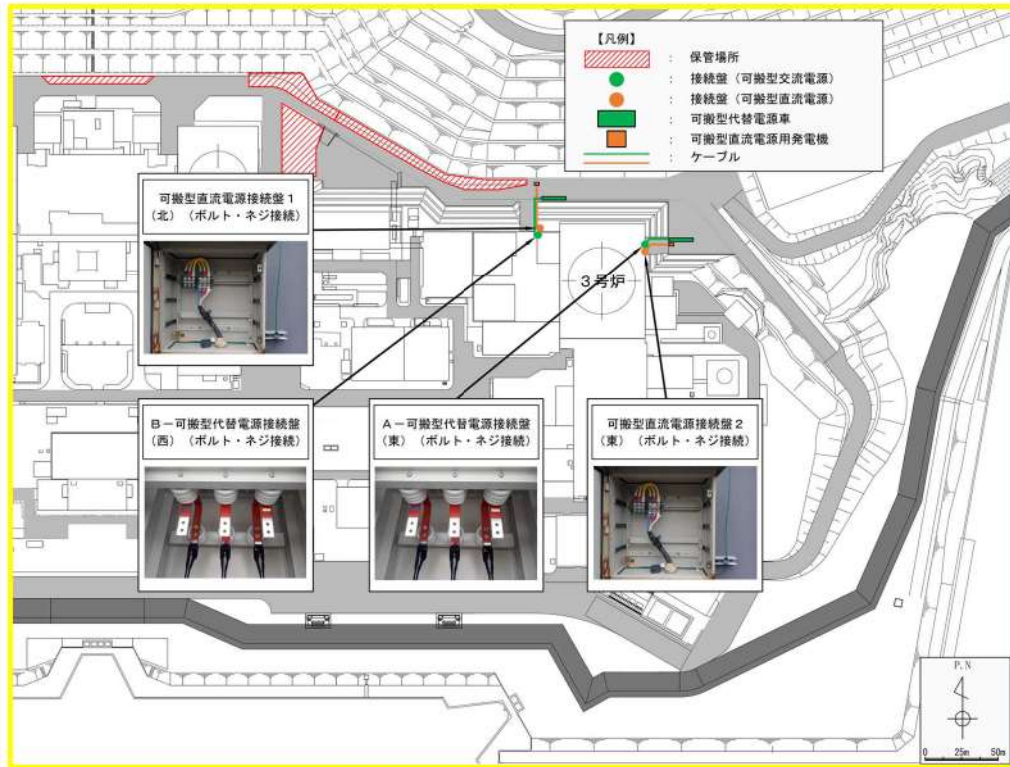 【凡例】
： 保管場所
： 接続盤（可搬型交流電源）
： 接続盤（可搬型直流電源）
： 可搬型代替電源車
： 可搬型直流電源用発電機
： ケーブル
可搬型直流電源接続盤１
（北）（ボルト・ネジ接続）
３号炉
Ｂ－可搬型代替電源接続盤
（西）（ボルト・ネジ接続）
Ａ－可搬型代替電源接続盤
（東）（ボルト・ネジ接続）
可搬型直流電源接続盤２
（東）（ボルト・ネジ接続）
P.N
0 25m 50m